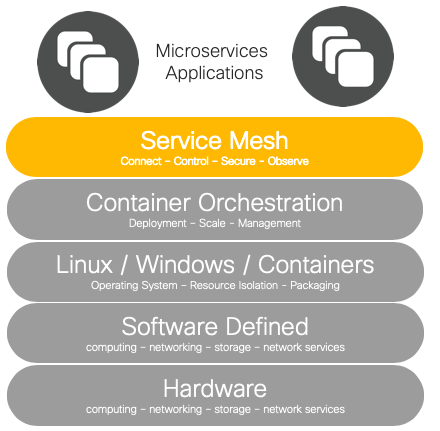 Microservices
Applications
Service Mesh
Connect – Control – Secure - Observe
Container Orchestration
Deployment – Scale - Management
Linux / Windows / Containers
Operating System – Resource Isolation - Packaging
Software Defined
computing – networking – storage – network services
Hardware
computing – networking – storage – network services